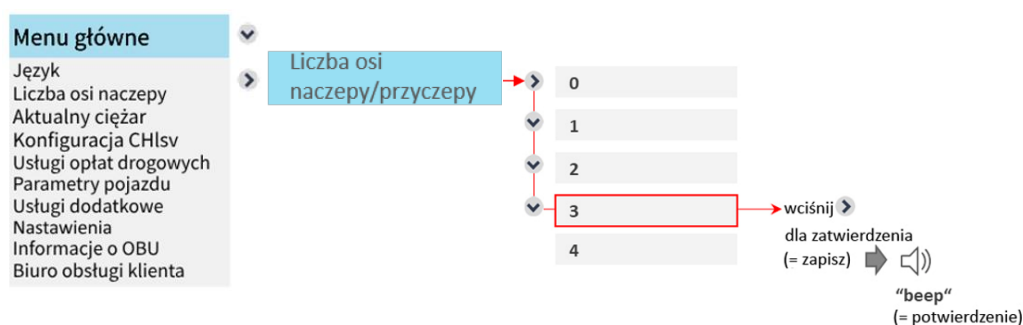 Menu główne
Język
Liczba osi naczepy
Aktualny ciężar
Konfiguracja CHlsv
Usługi opłat drogowych
Parametry pojazdu
Usługi dodatkowe
Nastawienia
Informacje o OBU
Biuro obsługi klienta
Liczba osi
naczepy/przyczepy
0
1
2
3
4
wciśnij
dla zatwierdzenia
(= zapisz)
“beep“
(= potwierdzenie)